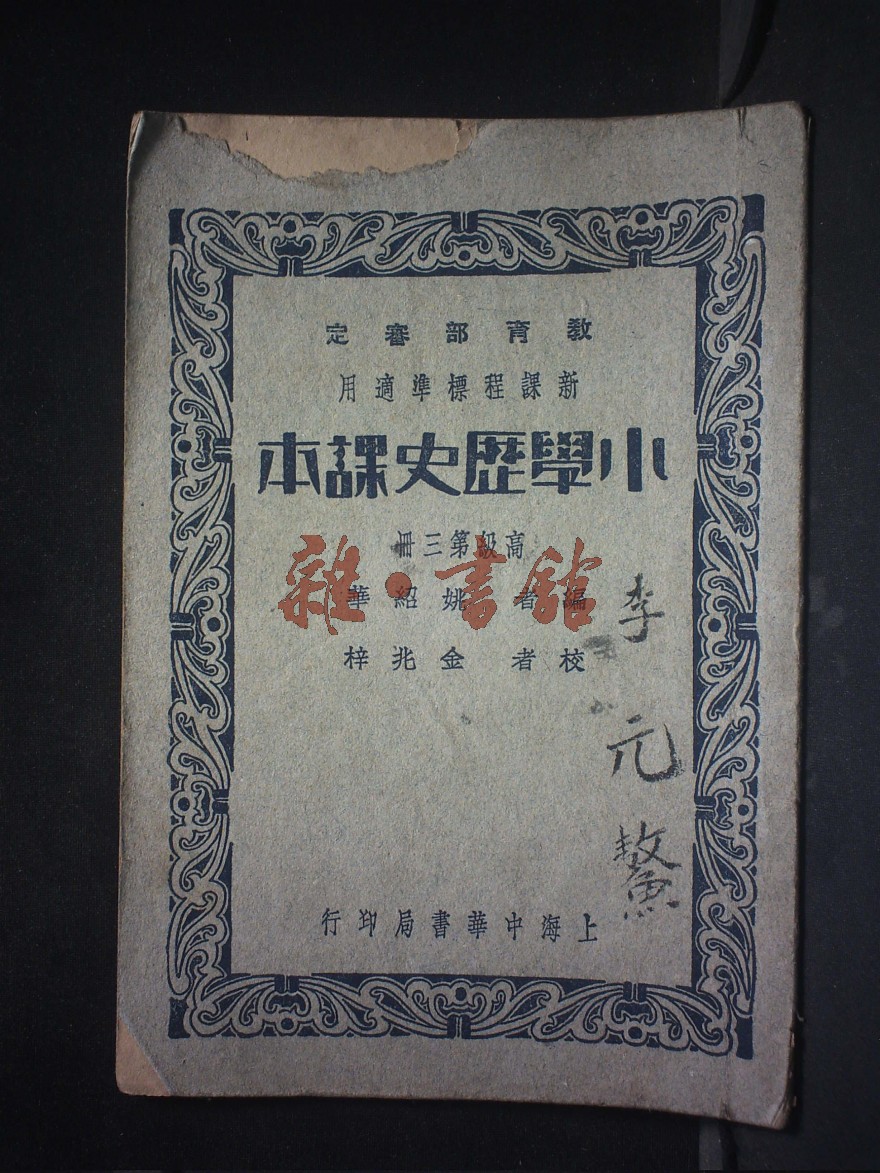 教育部審定
新課程標準適用
小學歷史課本
高級第三冊
編者 姚紹華
校者 金兆梓
上海中華書局印行
李元鰲
雜·書館